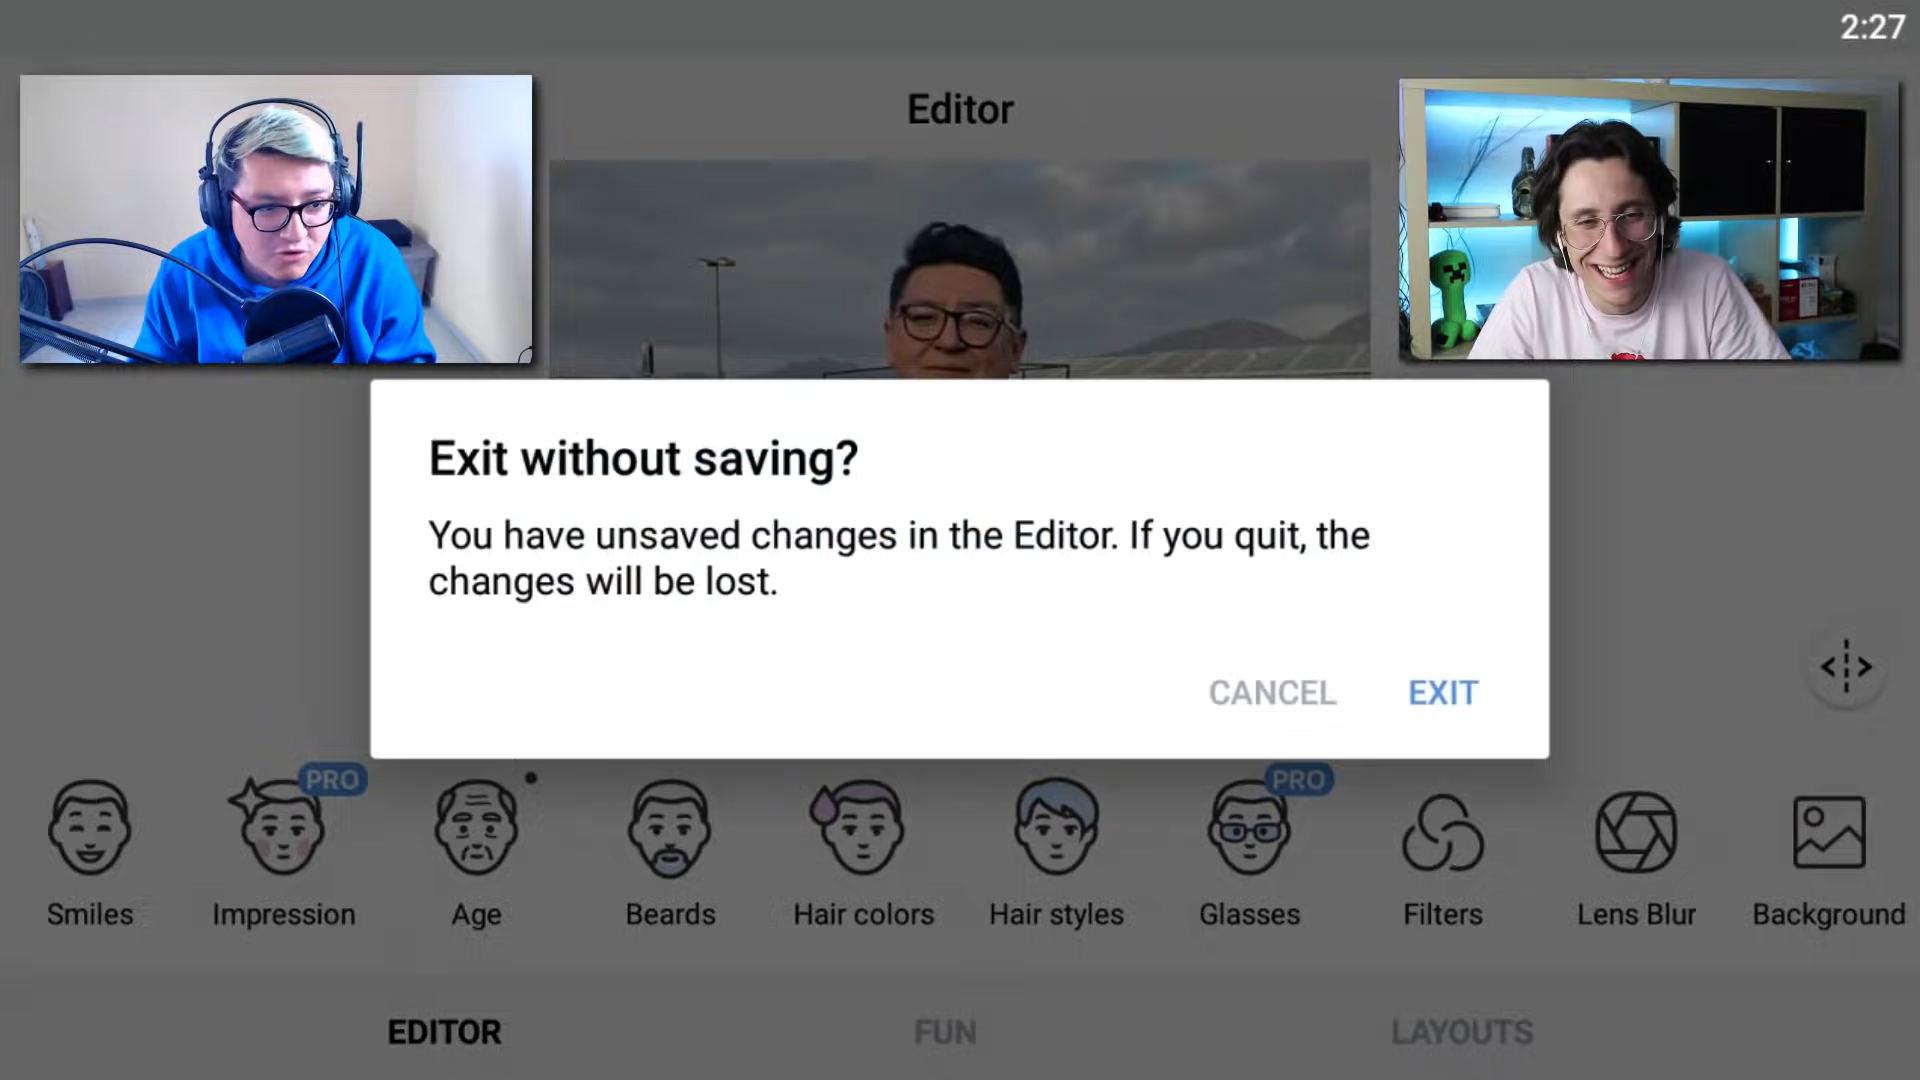 2:27
Editor
Exit without saving?
You have unsaved changes in the Editor. If you quit, the
changes will be lost.
CANCEL
EXIT
PRO
PRO
Smiles
Impression
Age
Beards
Hair colors
Hair styles
Glasses
Filters
Lens Blur
Background
EDITOR
FUN
LAYOUTS